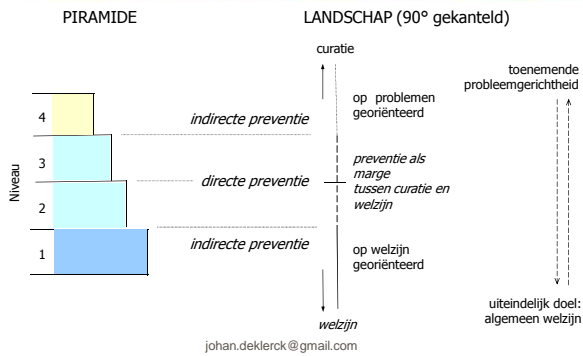 PIRAMIDE
LANDSCHAP (90° gekanteld)
curatie
toenemende
probleemgerichtheid
op problemen
georiënteerd
4
indirecte preventie
Niveau
3
preventie als
marge
tussen curatie en
welzijn
directe preventie
2
indirecte preventie
1
op welzijn
georiënteerd
uiteindelijk doel:
algemeen welzijn
welzijn
johan.deklerck@gmail.com